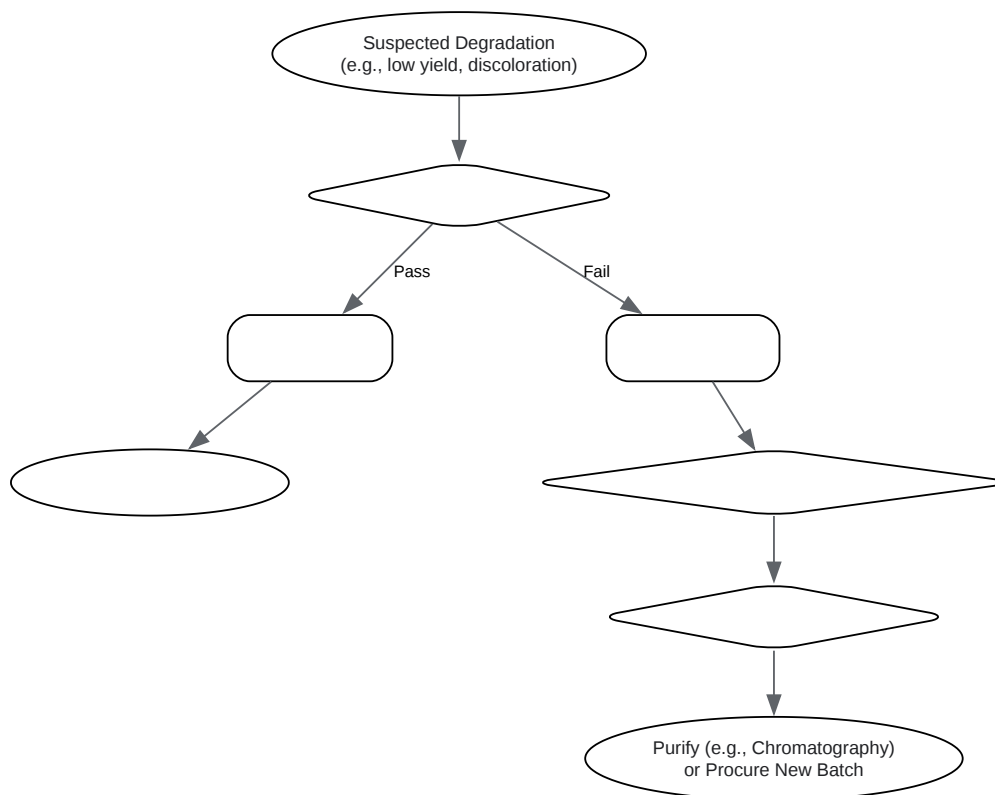 Suspected Degradation
(e.g., low yield, discoloration)
Pass
Fail
Purify (e.g., Chromatography)
or Procure New Batch